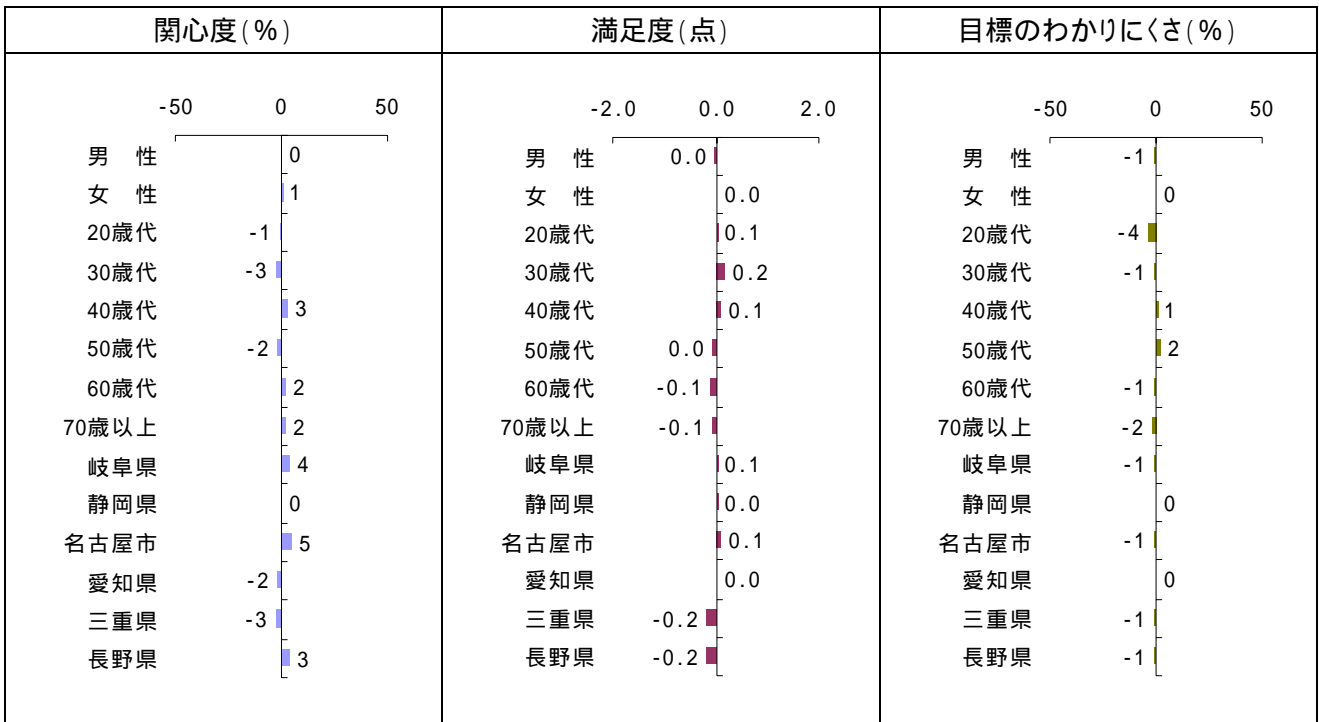 関心度(%)
-50 0 50
男 性 0
女 性 1
20歳代 -1
30歳代 -3
40歳代 3
50歳代 -2
60歳代 2
70歳以上 2
岐阜県 4
静岡県 0
名古屋市 5
愛知県 -2
三重県 -3
長野県 3
満足度(点)
-2.0 0.0 2.0
男 性 0.0
女 性 0.0
20歳代 0.1
30歳代 0.2
40歳代 0.1
50歳代 0.0
60歳代 -0.1
70歳以上 -0.1
岐阜県 0.1
静岡県 0.0
名古屋市 0.1
愛知県 0.0
三重県 -0.2
長野県 -0.2
目標のわかりにくさ(%)
-50 0 50
男 性 -1
女 性 0
20歳代 -4
30歳代 -1
40歳代 1
50歳代 2
60歳代 -1
70歳以上 -2
岐阜県 -1
静岡県 0
名古屋市 -1
愛知県 0
三重県 -1
長野県 -1